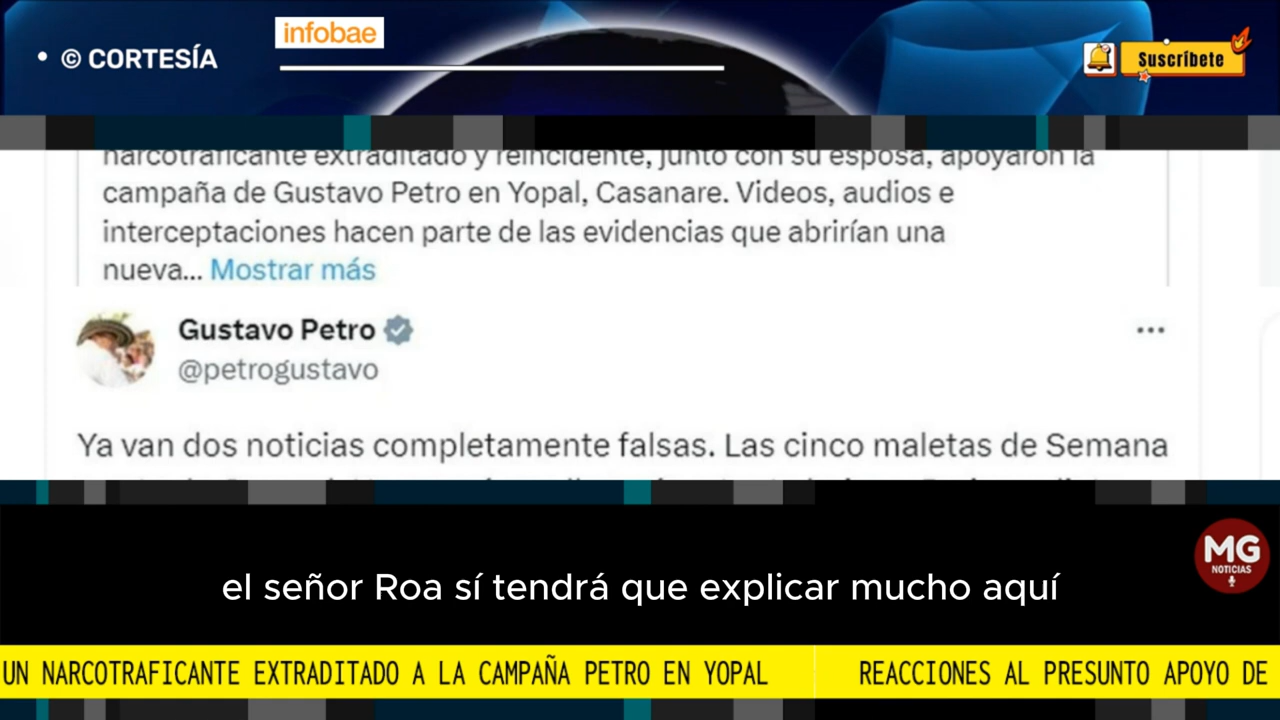 • © CORTESÍA
infobae
Suscríbete
narcotraficante extraditado y reincidente, junto con su esposa, apoyaron la
campaña de Gustavo Petro en Yopal, Casanare. Videos, audios e
interceptaciones hacen parte de las evidencias que abrirían una
nueva... Mostrar más
Gustavo Petro
@petrogustavo
Ya van dos noticias completamente falsas. Las cinco maletas de Semana
el señor Roa sí tendrá que explicar mucho aquí
MG
NOTICIAS
UN NARCOTRAFICANTE EXTRADITADO A LA CAMPAÑA PETRO EN YOPAL REACCIONES AL PRESUNTO APOYO DE